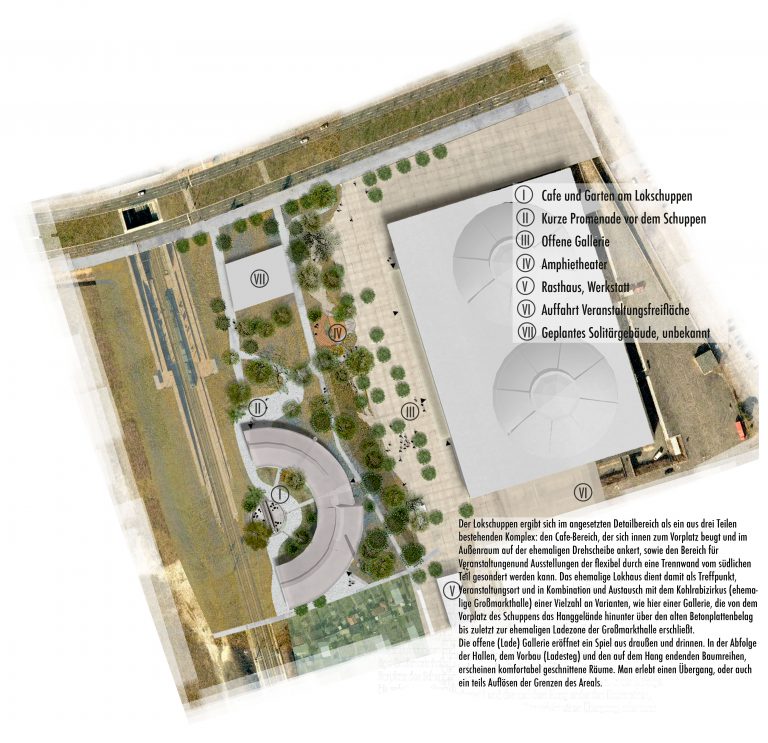 I Cafe und Garten am Lokschuppen
II Kurze Promenade vor dem Schuppen
III Offene Gallerie
IV Amphietheater
V Rasthaus, Werkstatt
VI Auffahrt Veranstaltungsfreifläche
VII Geplantes Solitärgebäude, unbekannt
VII
IV
II
III
I
VI
V
Der Lokschuppen ergibt sich im angesetzten Detailbereich als ein aus drei Teilen
bestehenden Komplex: den Cafe-Bereich, der sich innen zum Vorplatz beugt und im
Außenraum auf der ehemaligen Drehscheibe ankert, sowie den Bereich für
Veranstaltungenund Ausstellungen der flexibel durch eine Trennwand vom südlichen
Teil gesondert werden kann. Das ehemalige Lokhaus dient damit als Treffpunkt,
Veranstaltungsort und in Kombination und Austausch mit dem Kohlrabizirkus (ehema-
lige Großmarkthalle) einer Vielzahl an Varianten, wie hier einer Gallerie, die von dem
Vorplatz des Schuppens das Hanggelände hinunter über den alten Betonplattenbelag
bis zuletzt zur ehemaligen Ladezone der Großmarkthalle erschließt.
Die offene (Lade) Gallerie eröffnet ein Spiel aus draußen und drinnen. In der Abfolge
der Hallen, dem Vorbau (Ladesteg) und den auf dem Hang endenden Baumreihen,
erscheinen komfortabel geschnittene Räume. Man erlebt einen Übergang, oder auch
ein teils Auflösen der Grenzen des Areals.